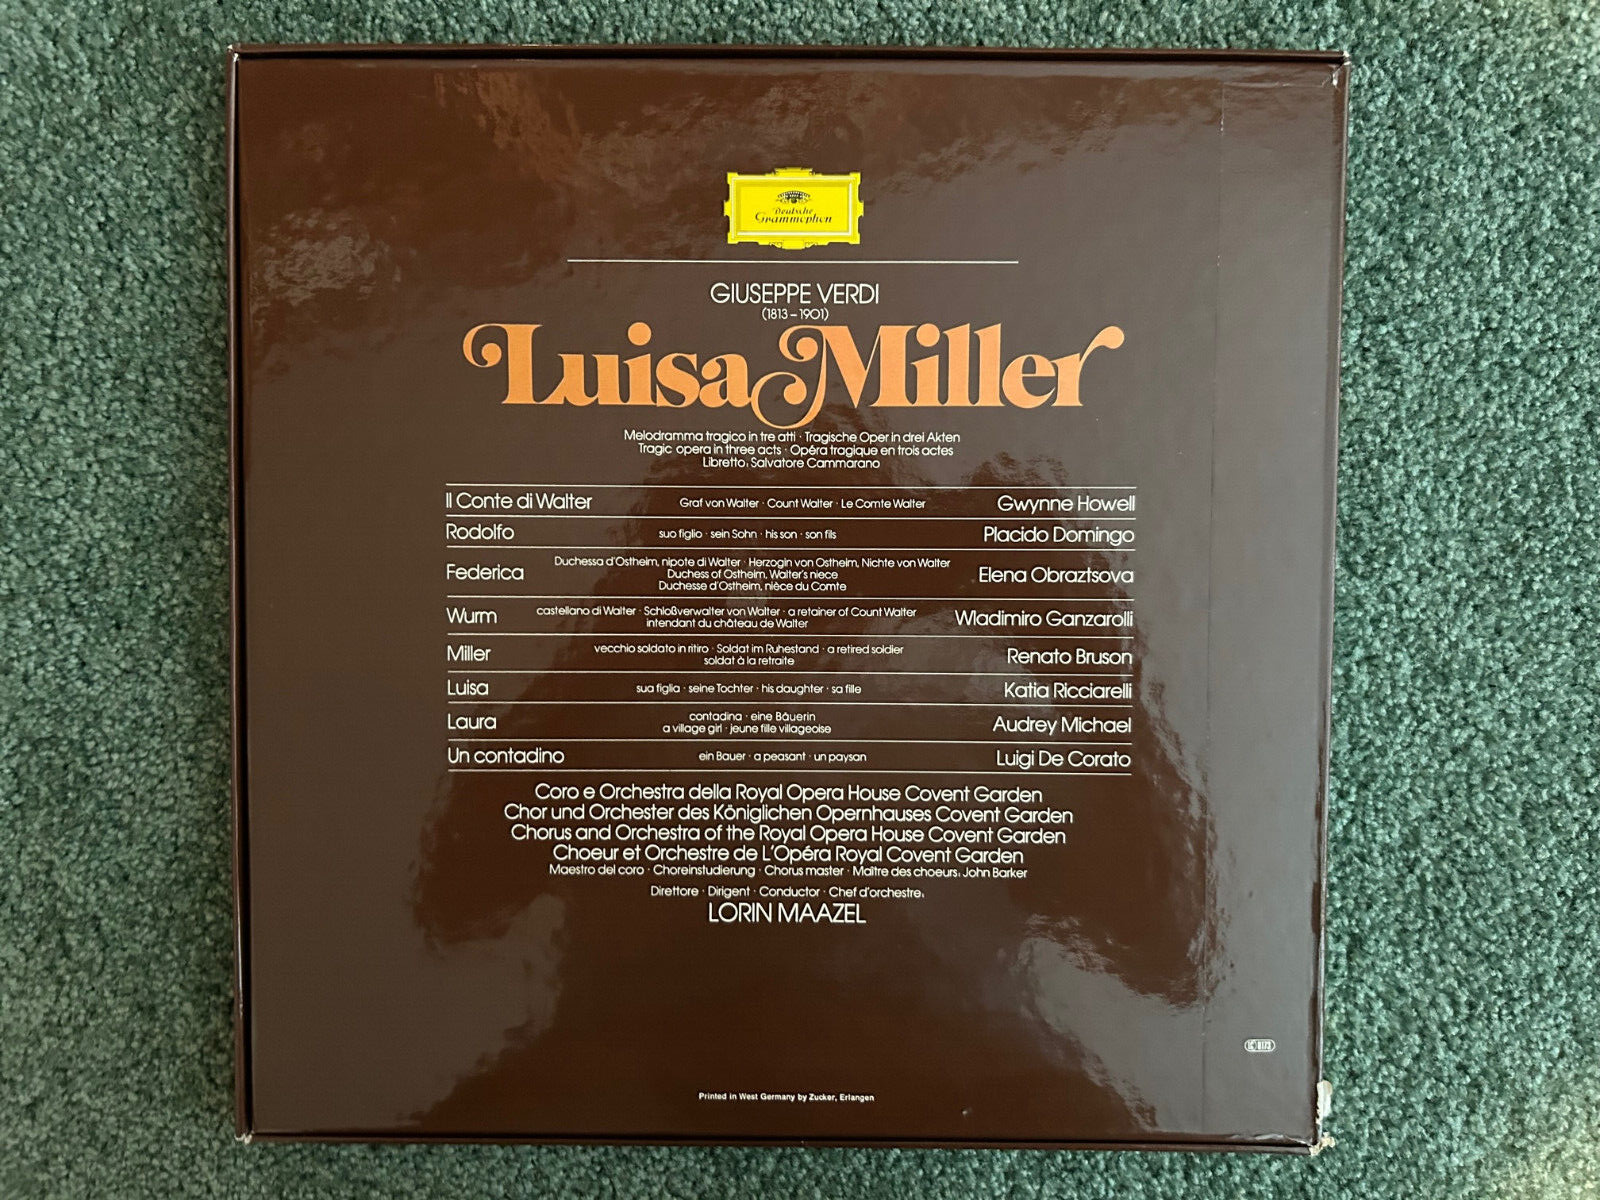 Deutsche
Grammophon
GIUSEPPE VERDI
(1813 – 1901)
Luisa Miller
Melodramma tragico in tre atti · Tragische Oper in drei Akten
Tragic opera in three acts · Opéra tragique en trois actes
Libretto: Salvatore Cammarano
Il Conte di Walter Graf von Walter · Count Walter · Le Comte Walter Gwynne Howell
Rodolfo suo figlio · sein Sohn · his son · son fils Placido Domingo
Duchessa d'Ostheim, nipote di Walter · Herzogin von Ostheim, Nichte von Walter
Federica Duchess of Ostheim, Walter's niece Elena Obraztsova
Duchesse d'Ostheim, nièce du Comte
Wurm castellano di Walter · Schloßverwalter von Walter · a retainer of Count Walter Wladimiro Ganzarolli
intendant du château de Walter
Miller vecchio soldato in ritiro · Soldat im Ruhestand · a retired soldier Renato Bruson
soldat à la retraite
Luisa sua figlia · seine Tochter · his daughter · sa fille Katia Ricciarelli
Laura contadina · eine Bäuerin Audrey Michael
a village girl · jeune fille villageoise
Un contadino ein Bauer · a peasant · un paysan Luigi De Corato
Coro e Orchestra della Royal Opera House Covent Garden
Chor und Orchester des Königlichen Opernhauses Covent Garden
Chorus and Orchestra of the Royal Opera House Covent Garden
Choeur et Orchestre de L'Opéra Royal Covent Garden
Maestro del coro · Choreinstudierung · Chorus master · Maître des choeurs: John Barker
Direttore · Dirigent · Conductor · Chef d'orchestre:
LORIN MAAZEL
Printed in West Germany by Zucker, Erlangen